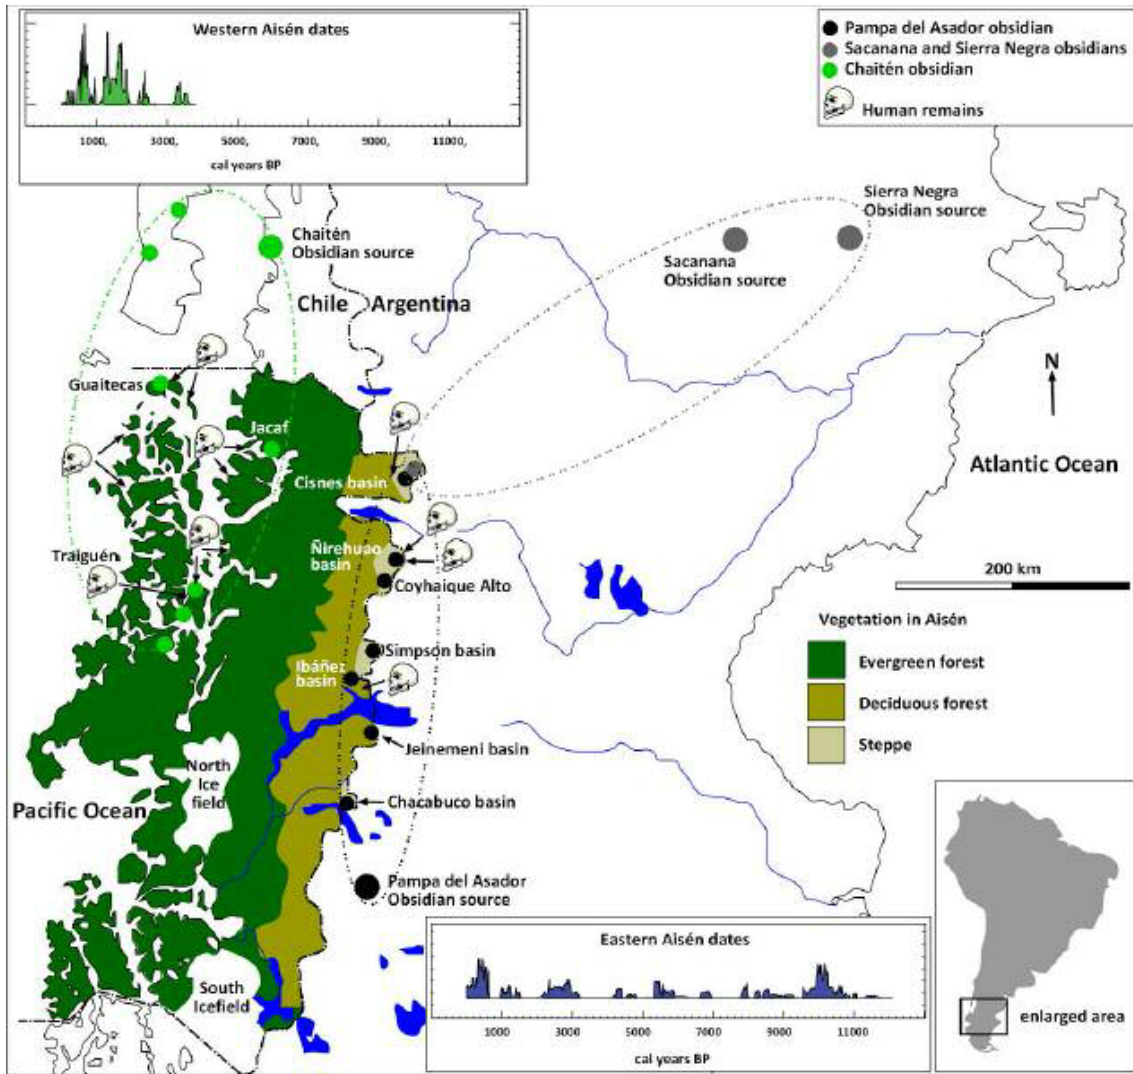 Western Aisén dates
1000, 3000, 5000, 7000, 9000, 11000,
cal years BP
Pampa del Asador obsidian
Sacanana and Sierra Negra obsidians
Chaitén obsidian
Human remains
Sierra Negra
Obsidian source
Sacanana
Obsidian source
Chaitén
Obsidian source
Chile Argentina
N
Guaitecas
Jacaf
Cisnes basin
Atlantic Ocean
Traiguén
Ñirehuao
basin
Coyhaique Alto
200 km
Simpson basin
Ibáñez
basin
Vegetation in Aisén
Evergreen forest
Deciduous forest
Steppe
Jeinemeni basin
North
Ice
field
Chacabuco basin
Pacific Ocean
Pampa del Asador
Obsidian source
Eastern Aisén dates
1000 3000 5000 7000 9000 11000
cal years BP
South
Icefield
enlarged area